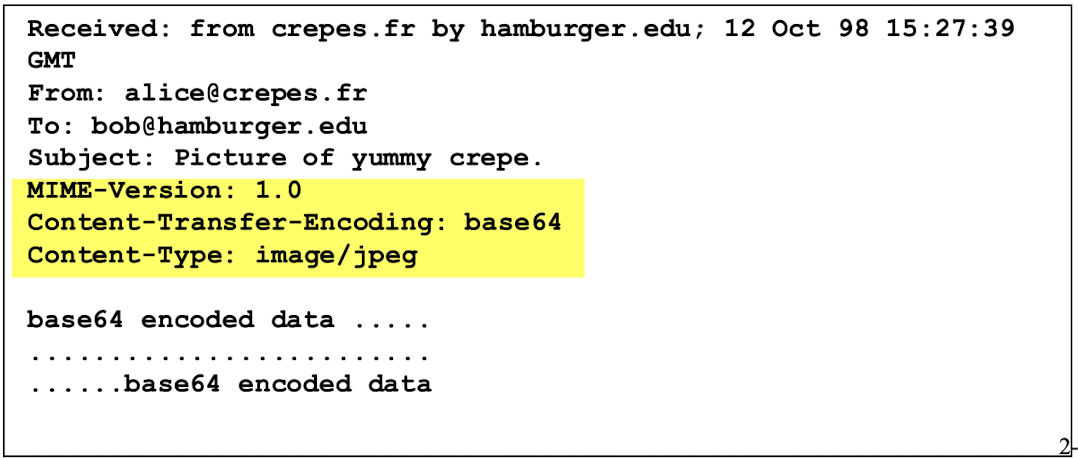 Received: from crepes.fr by hamburger.edu; 12 Oct 98 15:27:39
GMT
From: alice@crepes.fr
To: bob@hamburger.edu
Subject: Picture of yummy crepe.
MIME-Version: 1.0
Content-Transfer-Encoding: base64
Content-Type: image/jpeg

base64 encoded data .....
.........................
......base64 encoded data
2-